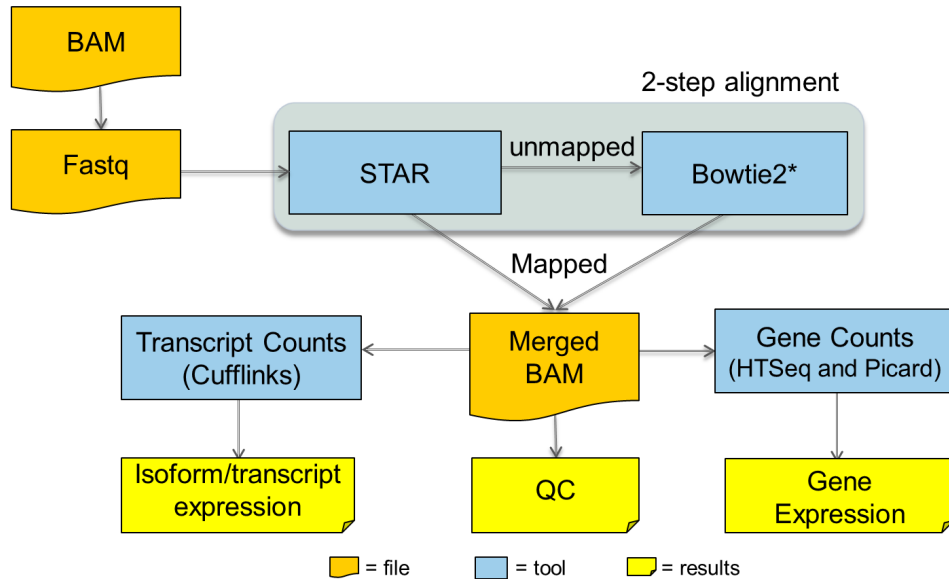 BAM
2-step alignment
Fastq
STAR
unmapped
Bowtie2*
Mapped
Transcript Counts
(Cufflinks)
Merged
BAM
Gene Counts
(HTSeq and Picard)
Isoform/transcript
expression
QC
Gene
Expression
= file
= tool
= results